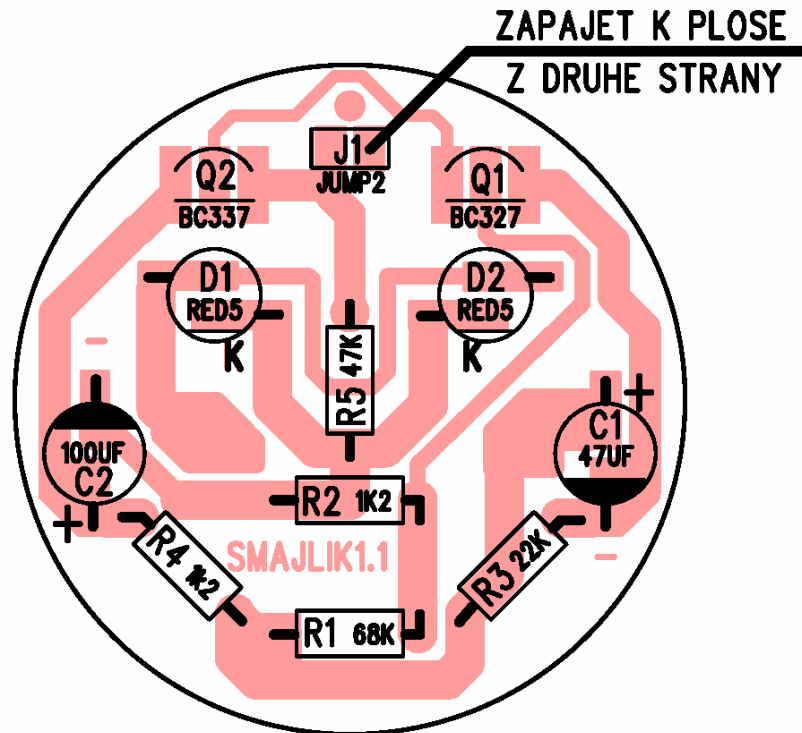 ZAPAJET K PLOSE
Z DRUHE STRANY
J1
JUMP2
Q2
BC337
Q1
BC327
D1
RED5
K
D2
RED5
K
R5 47K
-
+
100UF
C2
+
C1
47UF
-
R2 1K2
R4 1K2
SMAJLIK1.1
R3 22K
R1 68K